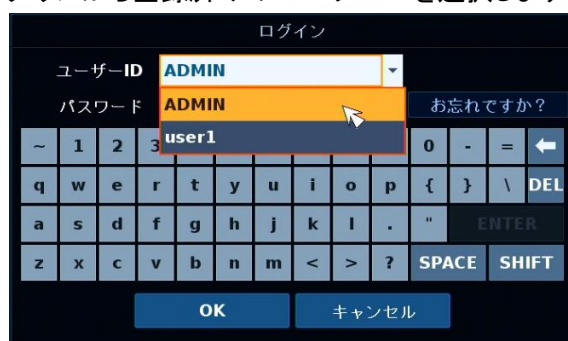 ログイン
ユーザーID ADMIN
パスワード ADMIN お忘れですか?
user1
~ 1 2 3 0 - = ⬅
q w e r t y u i o p { } \ DEL
a s d f g h j k l . " ENTER
z x c v b n m < > ? SPACE SHIFT
OK キャンセル